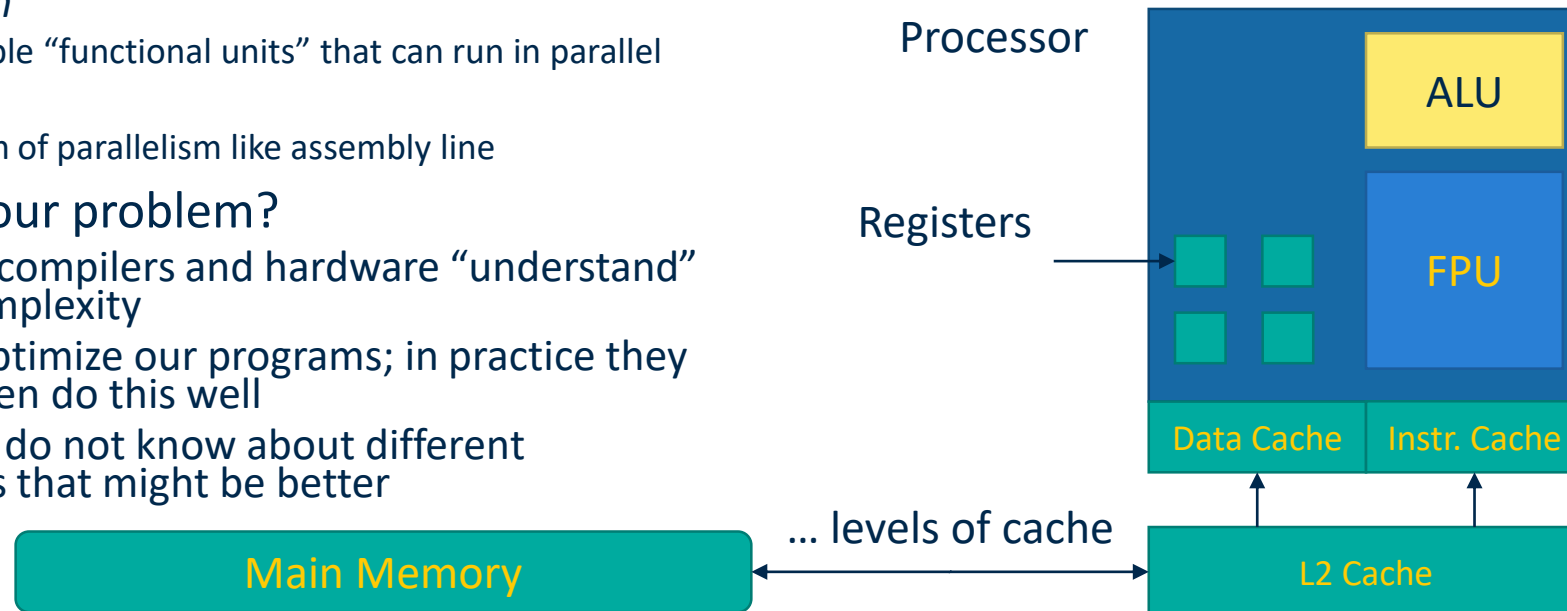 ble “functional units” that can run in parallel
n of parallelism like assembly line
our problem?
compilers and hardware “understand”
mplexity
ptimize our programs; in practice they
en do this well
do not know about different
s that might be better
Main Memory
... levels of cache
Processor
Registers
ALU
FPU
Data Cache
Instr. Cache
L2 Cache